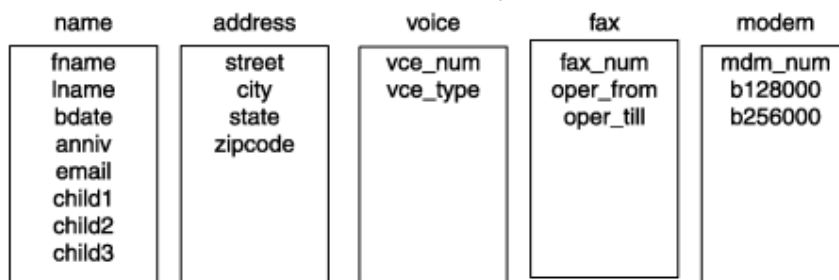 name address voice fax modem
fname street vce_num fax_num mdm_num
lname city vce_type oper_from b128000
bdate state oper_till b256000
anniv zipcode
email
child1
child2
child3